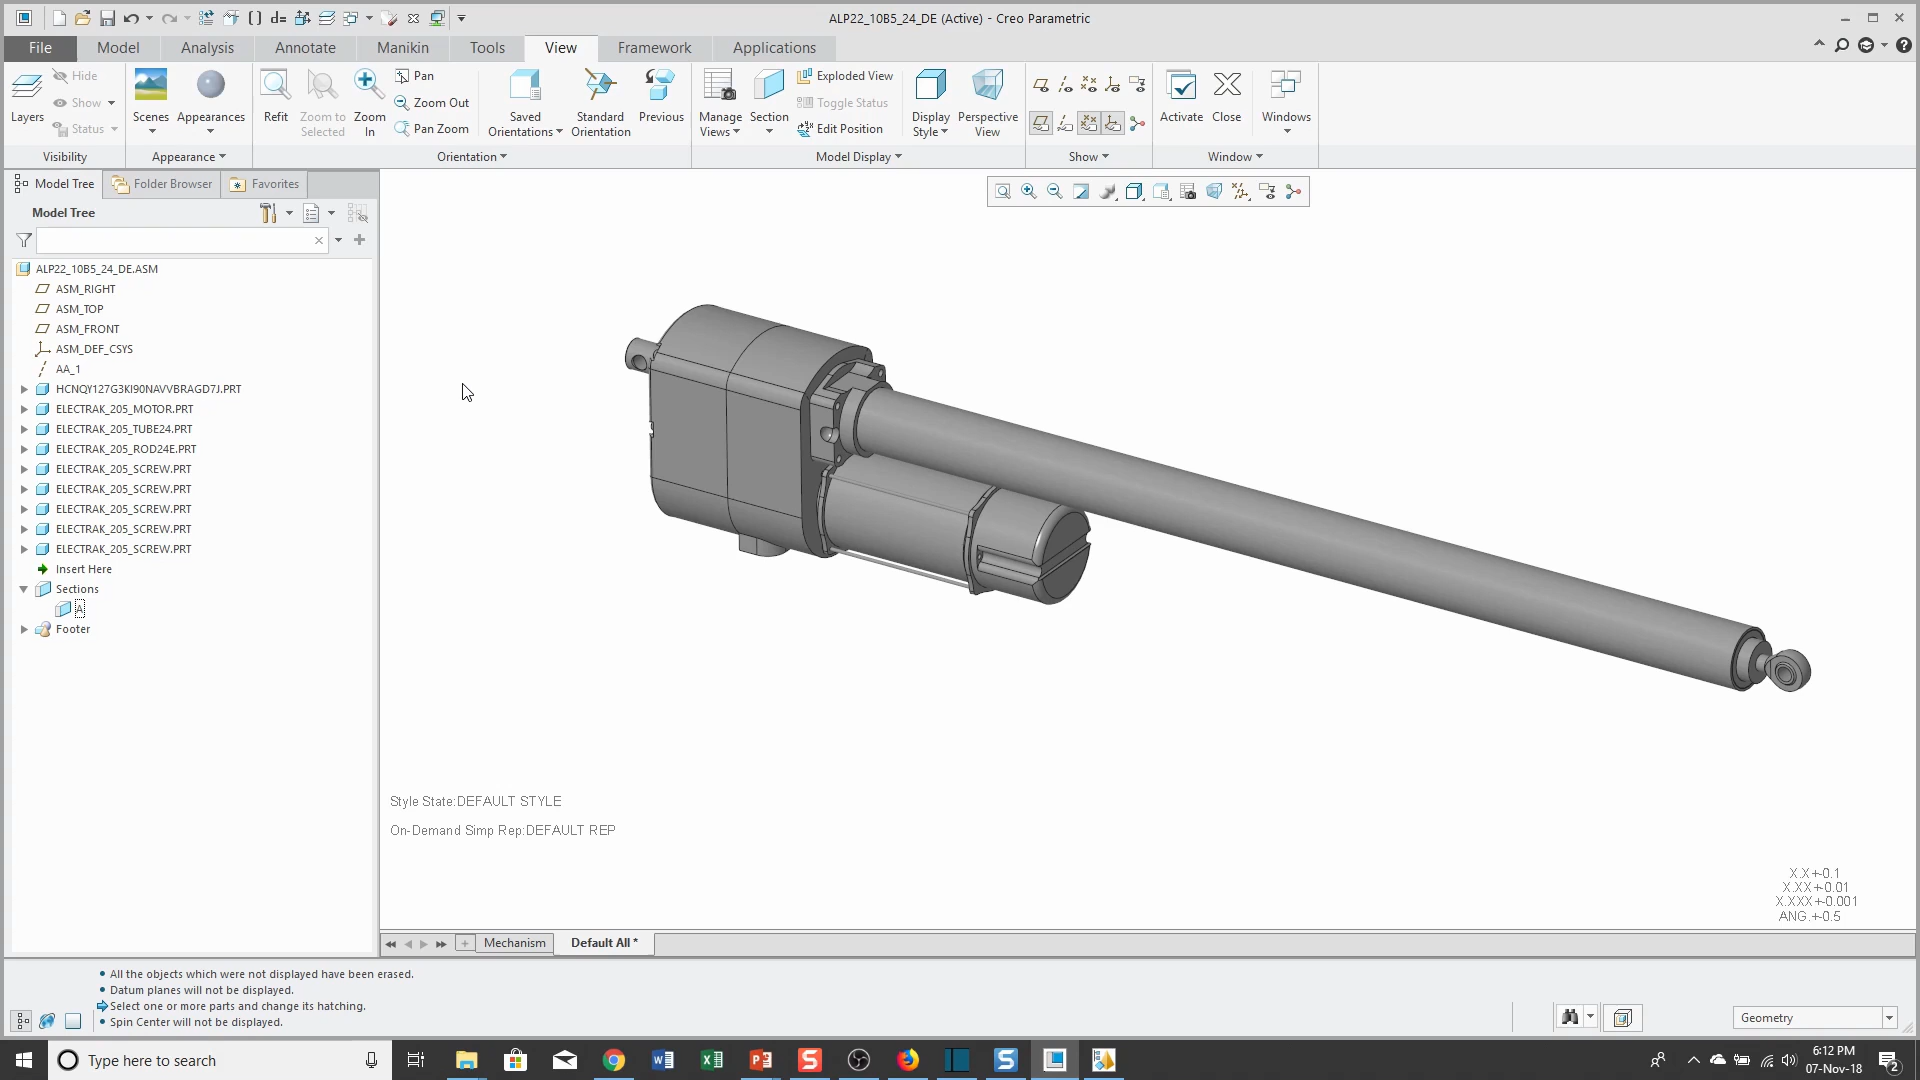 ALP22_10B5_24_DE (Active) - Creo Parametric
File Model Analysis Annotate Manikin Tools View Framework Applications
Layers
Hide
Show
Status
Visibility
Scenes
Appearances
Appearance
Refit
Zoom to Selected
Zoom In
Pan
Zoom Out
Pan Zoom
Saved Orientations
Standard Orientation
Previous
Orientation
Manage Views
Section
Exploded View
Toggle Status
Edit Position
Display Style
Perspective View
Model Display
Show
Activate
Close
Windows
Window
Model Tree Folder Browser Favorites
Model Tree
ALP22_10B5_24_DE.ASM
ASM_RIGHT
ASM_TOP
ASM_FRONT
ASM_DEF_CSYS
AA_1
HCNQY127G3KI90NAVVBRAGD7J.PRT
ELECTRAK_205_MOTOR.PRT
ELECTRAK_205_TUBE24.PRT
ELECTRAK_205_ROD24E.PRT
ELECTRAK_205_SCREW.PRT
ELECTRAK_205_SCREW.PRT
ELECTRAK_205_SCREW.PRT
ELECTRAK_205_SCREW.PRT
ELECTRAK_205_SCREW.PRT
Insert Here
Sections
A
Footer
Style State:DEFAULT STYLE
On-Demand Simp Rep:DEFAULT REP
X.X+-0.1
X.XX+-0.01
X.XXX+-0.001
ANG.+-0.5
Mechanism Default All *
• All the objects which were not displayed have been erased.
• Datum planes will not be displayed.
Select one or more parts and change its hatching.
• Spin Center will not be displayed.
Geometry
Type here to search
6:12 PM
07-Nov-18
2